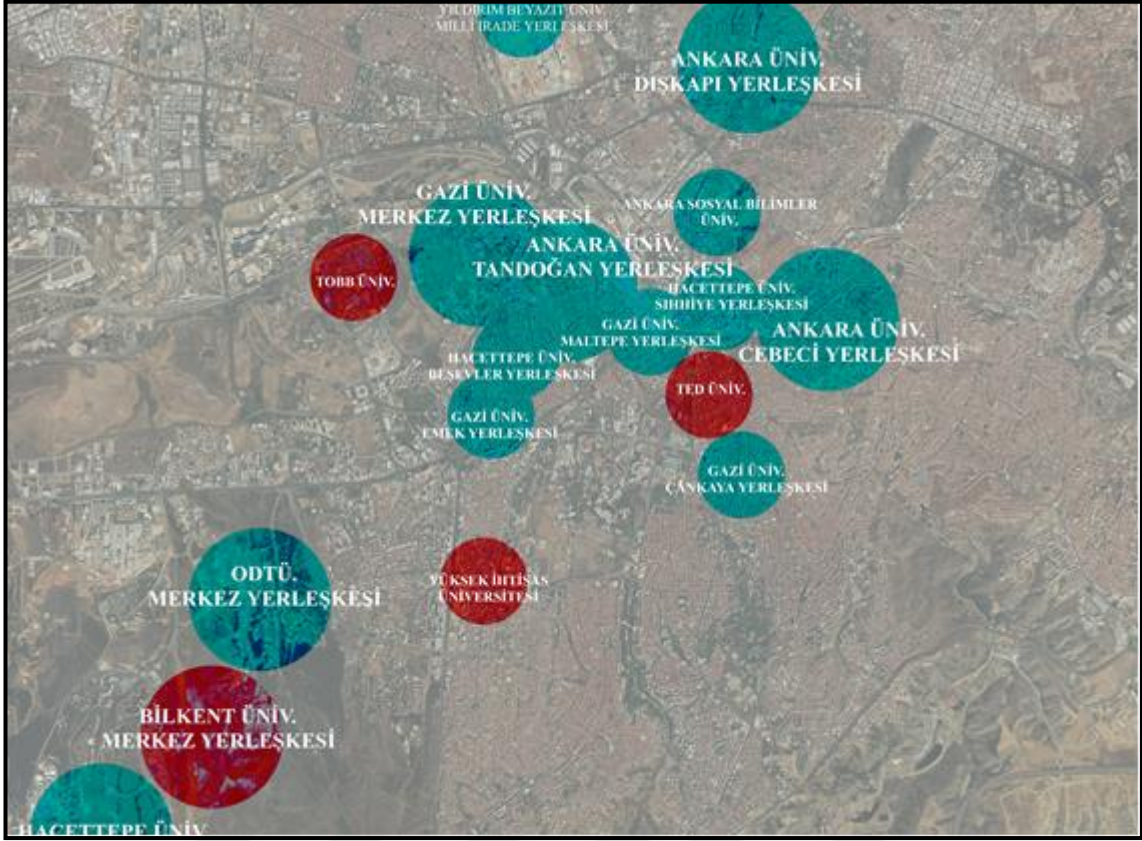 YILDIRIM BEYAZIT ÜNİV.
MİLLİ İRADE YERLEŞKESİ
ANKARA ÜNİV.
DIŞKAPI YERLEŞKESİ
GAZİ ÜNİV.
MERKEZ YERLEŞKESİ
ANKARA SOSYAL BİLİMLER
ÜNİV.
ANKARA ÜNİV.
TANDOĞAN YERLEŞKESİ
TOBB ÜNİV.
HACETTEPE ÜNİV.
SIHHİYE YERLEŞKESİ
GAZİ ÜNİV.
MALTEPE YERLEŞKESİ
ANKARA ÜNİV.
CEBECİ YERLEŞKESİ
HACETTEPE ÜNİV.
BEŞEVLER YERLEŞKESİ
TED ÜNİV.
GAZİ ÜNİV.
EMEK YERLEŞKESİ
GAZİ ÜNİV.
ÇANKAYA YERLEŞKESİ
ODTÜ.
MERKEZ YERLEŞKESİ
YÜKSEK İHTİSAS
ÜNİVERSİTESİ
BİLKENT ÜNİV.
MERKEZ YERLEŞKESİ
HACETTEPE ÜNİV.